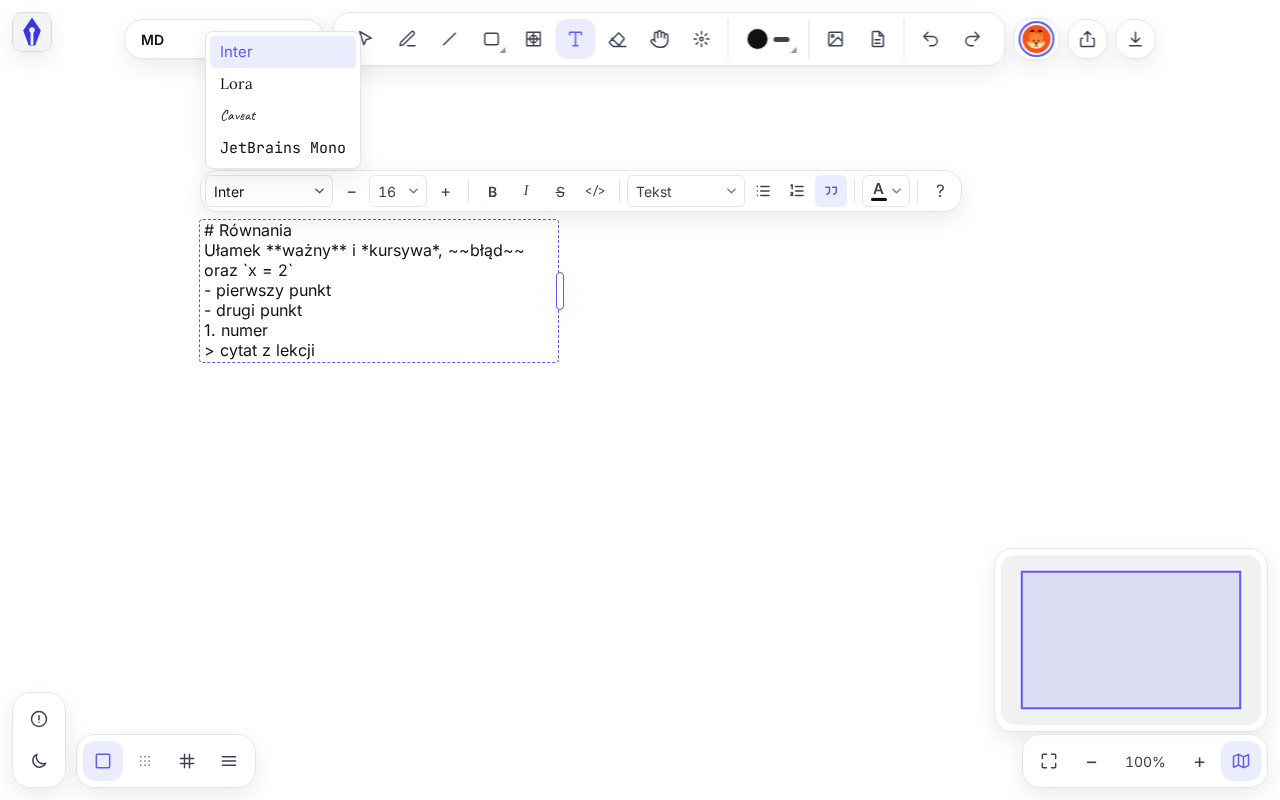 MD
Inter
Lora
Caveat
JetBrains Mono
Inter
− 16 +
B I S </>
Tekst
A
?
# Równania
Ułamek **ważny** i *kursywa*, ~~błąd~~
oraz `x = 2`
- pierwszy punkt
- drugi punkt
1. numer
> cytat z lekcji
− 100% +